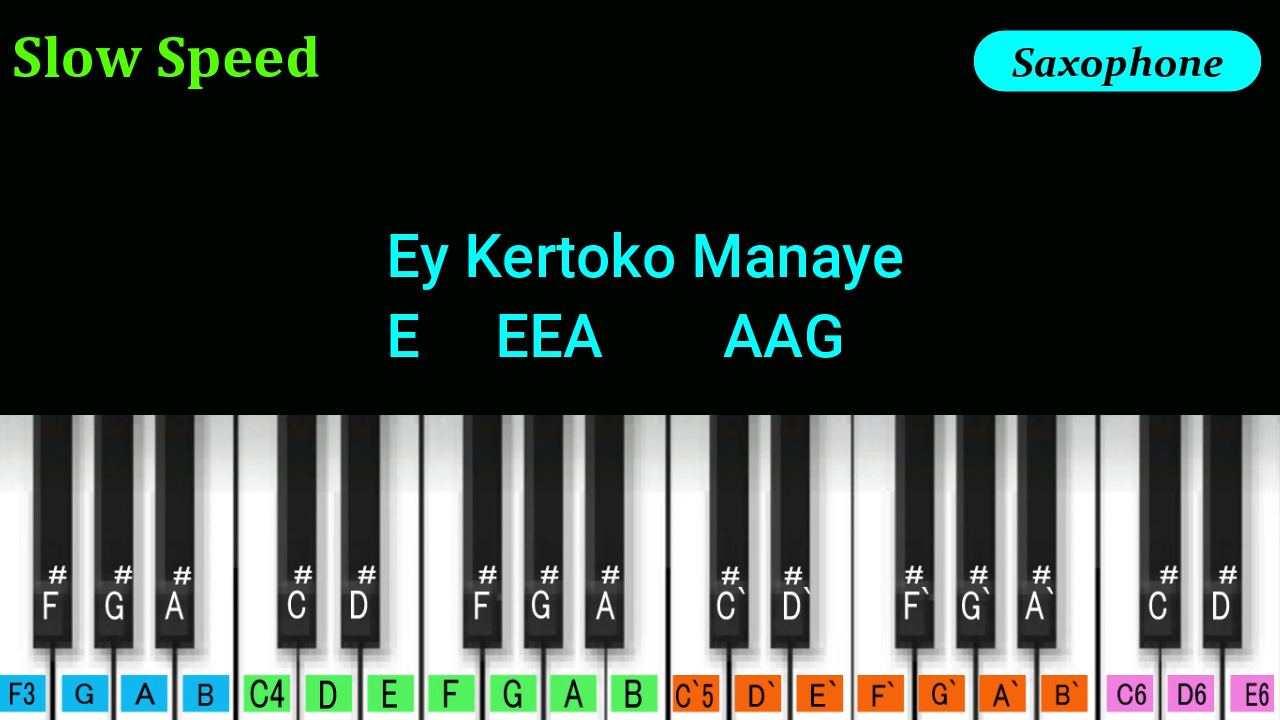 Slow Speed
Saxophone
Ey Kertoko Manaye
E EEA AAG
# # # # # # # # # # # # # # #
F G A C D F G A C` D` F` G` A` C D
F3 G A B C4 D E F G A B C`5 D` E` F` G` A` B` C6 D6 E6